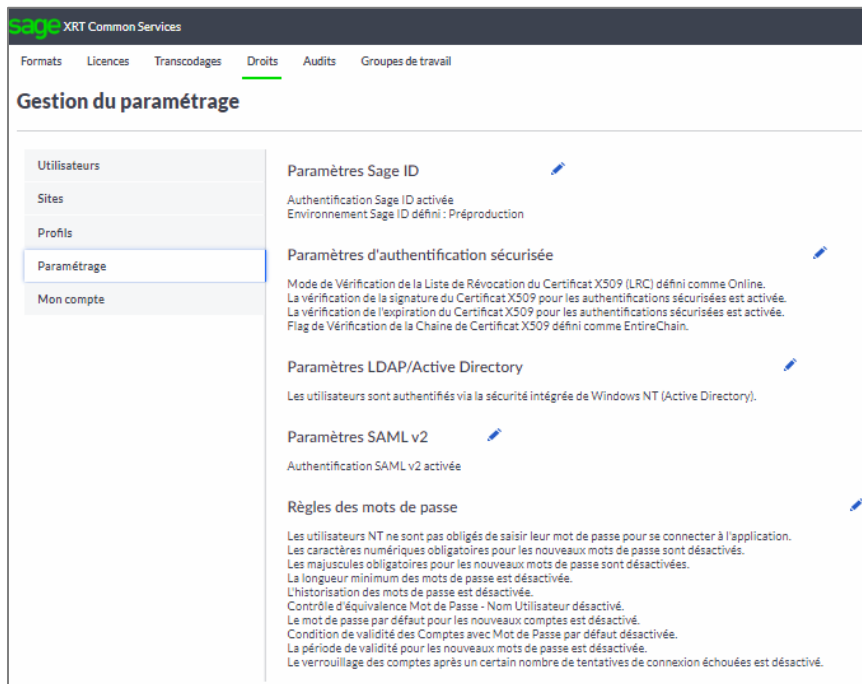 sage XRT Common Services
Formats Licences Transcodages Droits Audits Groupes de travail
Gestion du paramétrage
Utilisateurs
Sites
Profils
Paramétrage
Mon compte
Paramètres Sage ID
Authentification Sage ID activée
Environnement Sage ID défini : Préproduction
Paramètres d'authentification sécurisée
Mode de Vérification de la Liste de Révocation du Certificat X509 (LRC) défini comme Online.
La vérification de la signature du Certificat X509 pour les authentifications sécurisées est activée.
La vérification de l'expiration du Certificat X509 pour les authentifications sécurisées est activée.
Flag de Vérification de la Chaine de Certificat X509 défini comme EntireChain.
Paramètres LDAP/Active Directory
Les utilisateurs sont authentifiés via la sécurité intégrée de Windows NT (Active Directory).
Paramètres SAML v2
Authentification SAML v2 activée
Règles des mots de passe
Les utilisateurs NT ne sont pas obligés de saisir leur mot de passe pour se connecter à l'application.
Les caractères numériques obligatoires pour les nouveaux mots de passe sont désactivés.
Les majuscules obligatoires pour les nouveaux mots de passe sont désactivées.
La longueur minimum des mots de passe est désactivée.
L'historisation des mots de passe est désactivée.
Contrôle d'équivalence Mot de Passe - Nom Utilisateur désactivé.
Le mot de passe par défaut pour les nouveaux comptes est désactivé.
Condition de validité des Comptes avec Mot de Passe par défaut désactivée.
La période de validité pour les nouveaux mots de passe est désactivée.
Le verrouillage des comptes après un certain nombre de tentatives de connexion échouées est désactivé.